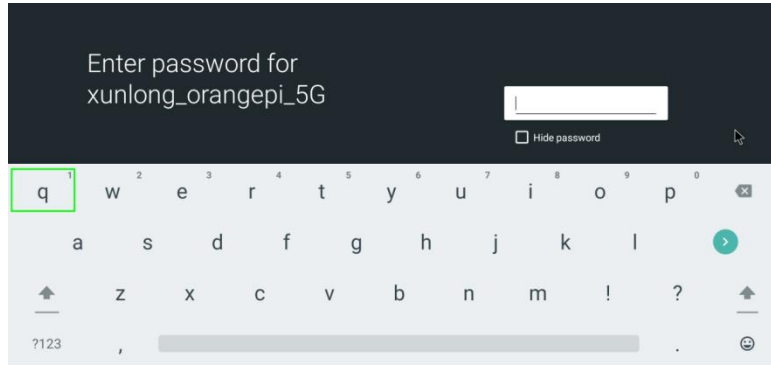 Enter password for
xunlong_orangepi_5G
Hide password
q 1 w 2 e 3 r 4 t 5 y 6 u 7 i 8 o 9 p 0
a s d f g h j k l
z x c v b n m ! ?
?123 , .